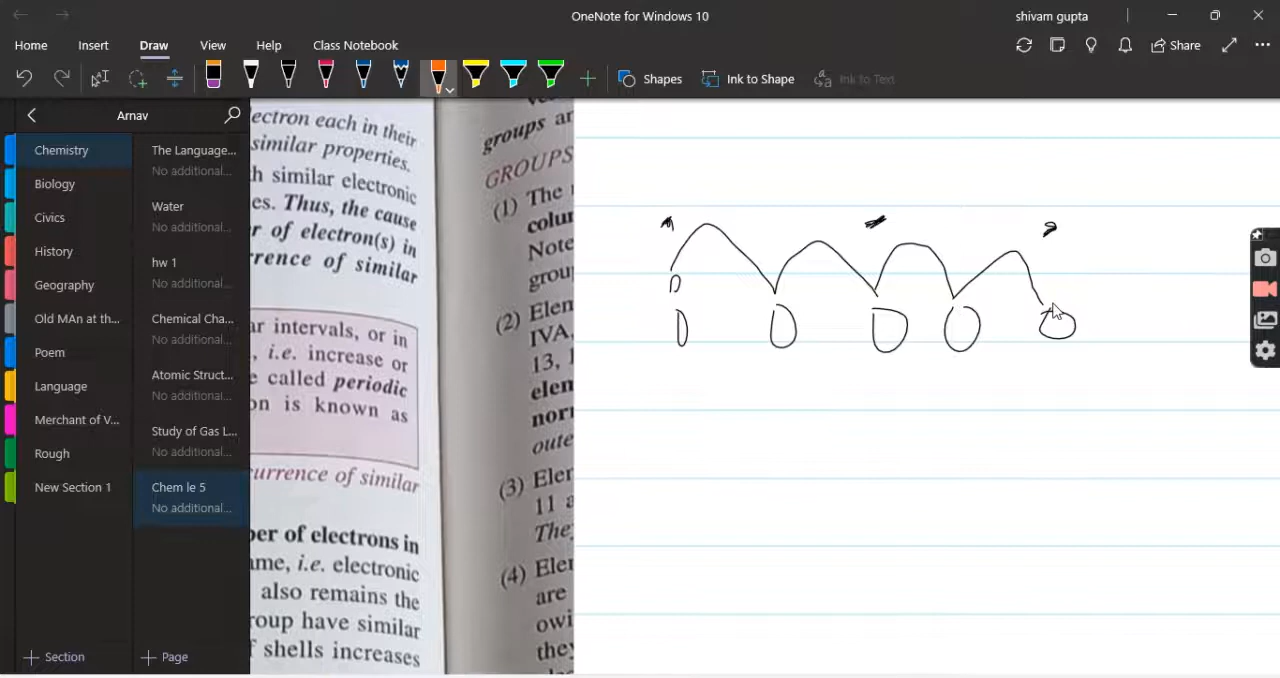 OneNote for Windows 10
shivam gupta
Home Insert Draw View Help Class Notebook
Share
Shapes
Ink to Shape
Ink to Text
Arnav
Chemistry
Biology
Civics
History
Geography
Old MAn at th...
Poem
Language
Merchant of V...
Rough
New Section 1
Section
The Language...
No additional...
Water
No additional...
hw 1
No additional...
Chemical Cha...
No additional...
Atomic Struct...
No additional...
Study of Gas L...
No additional...
Chem le 5
No additional...
Page
ectron each in their
similar properties.
h similar electronic
es. Thus, the cause
r of electron(s) in
rrence of similar
ar intervals, or in
, i.e. increase or
e called periodic
on is known as
urrence of similar
per of electrons in
ame, i.e. electronic
also remains the
roup have similar
f shells increases
groups ar
GROUPS
(1) The
colur
Note
grou
(2) Elen
IVA,
13, 1
elen
norr
oute
(3) Eler
11 a
The
(4) Eler
are
owi
they